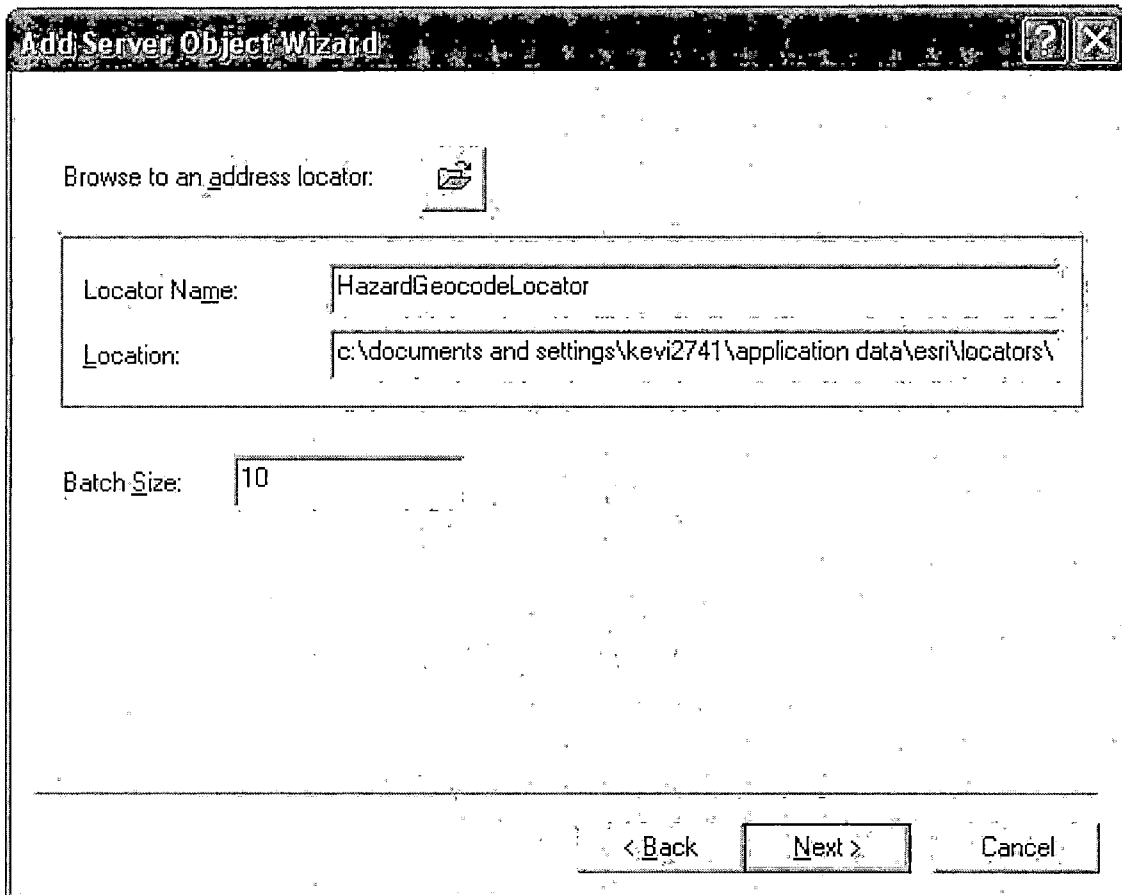 Add Server Object Wizard
Browse to an address locator:
Locator Name: HazardGeocodeLocator
Location: c:\documents and settings\kevi2741\application data\esri\locators\
Batch Size: 10
< Back Next > Cancel